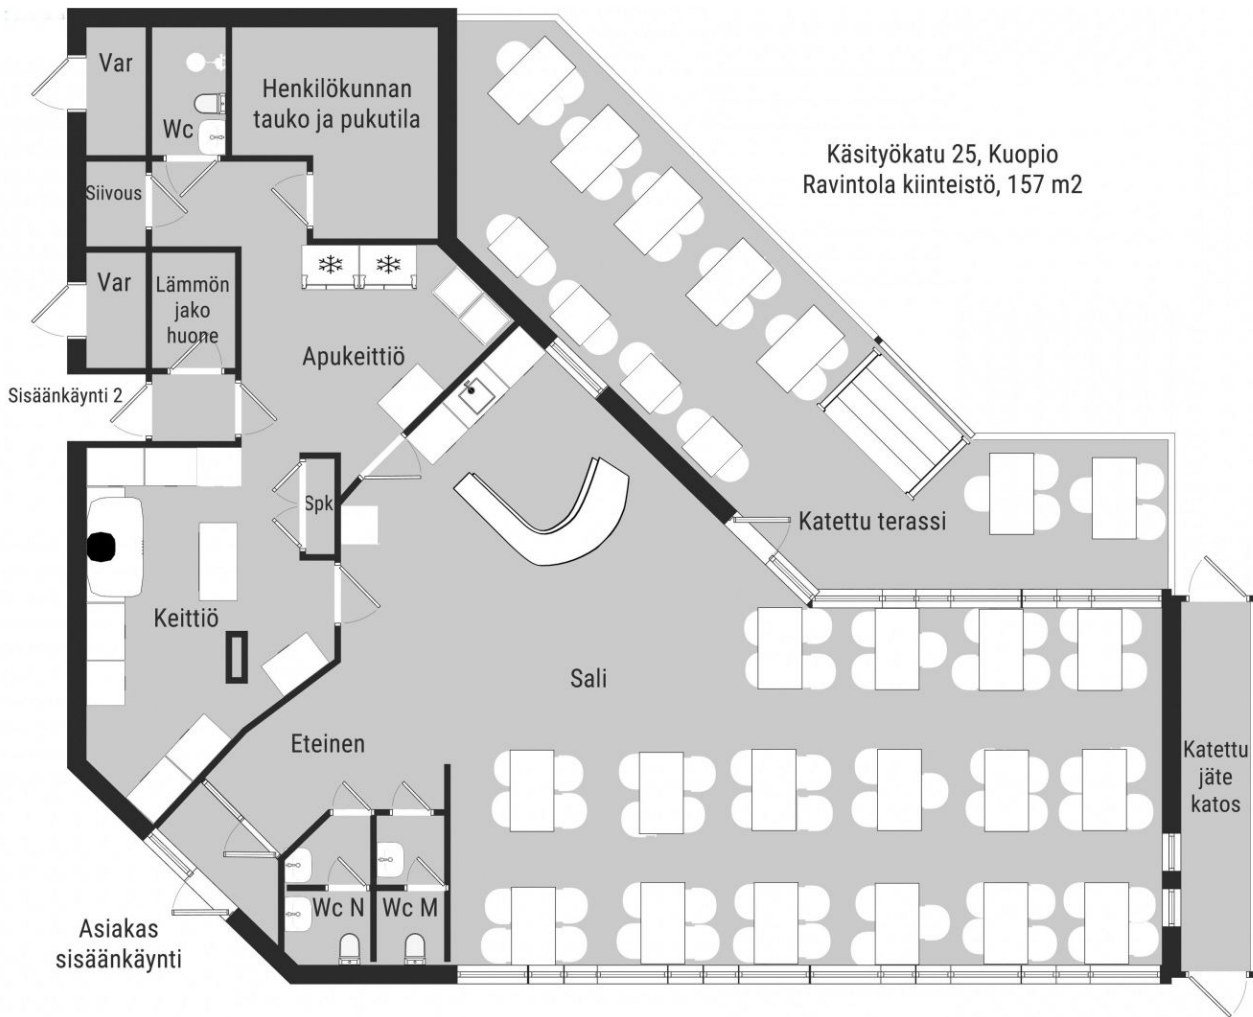 Var
Wc
Henkilökunnan
tauko ja pukutila
Käsityökatu 25, Kuopio
Ravintola kiinteistö, 157 m2
Siivous
Var
Lämmön
jako
huone
Apukeittiö
Sisäänkäynti 2
Spk
Katettu terassi
Keittiö
Sali
Eteinen
Katettu
jäte
katos
Wc N
Wc M
Asiakas
sisäänkäynti